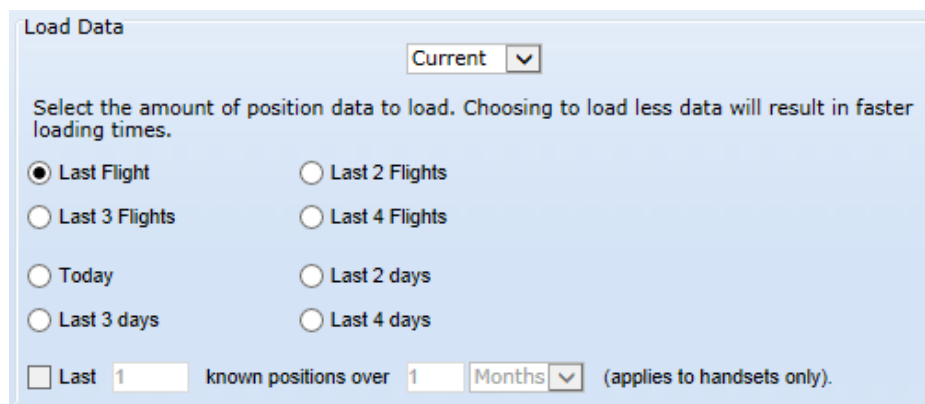 Load Data
Current
Select the amount of position data to load. Choosing to load less data will result in faster
loading times.
Last Flight Last 2 Flights
Last 3 Flights Last 4 Flights
Today Last 2 days
Last 3 days Last 4 days
Last 1 known positions over 1 Months (applies to handsets only).